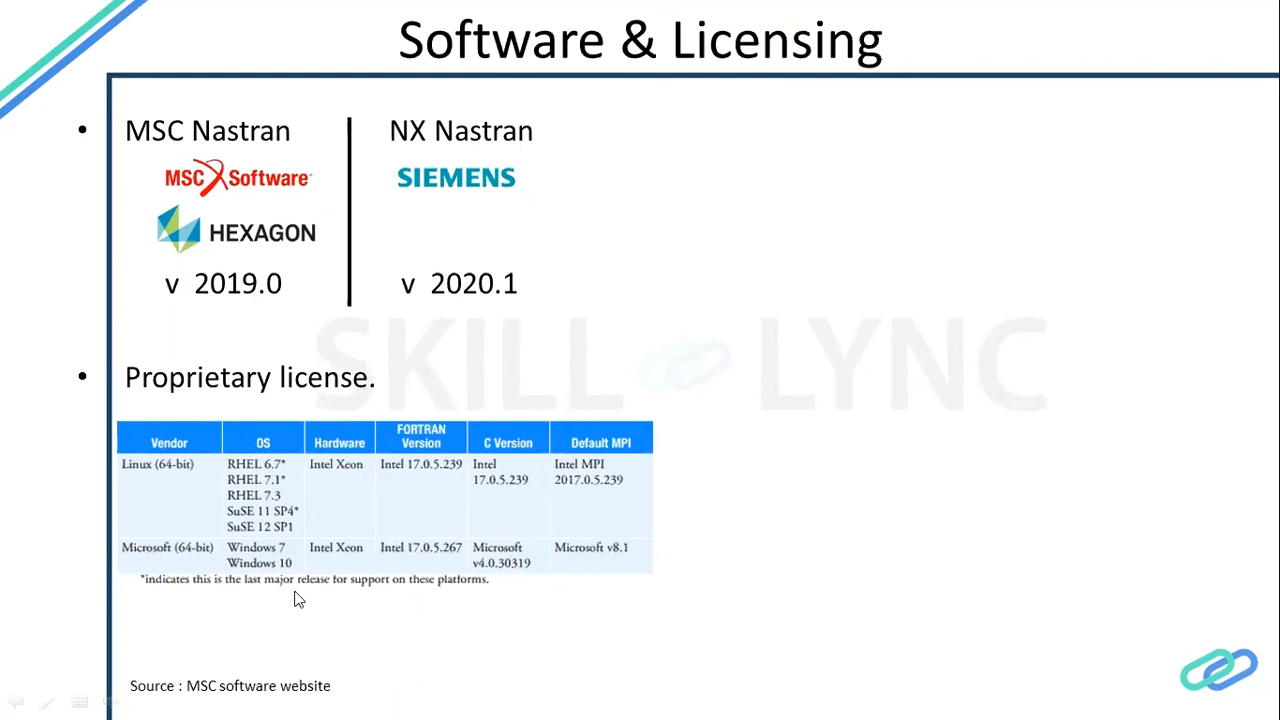 Software & Licensing
• MSC Nastran
NX Nastran
MSC Software
SIEMENS
HEXAGON
v 2019.0
v 2020.1
SKILL LYNC
• Proprietary license.
Vendor OS Hardware FORTRAN Version C Version Default MPI
Linux (64-bit) RHEL 6.7* Intel Xeon Intel 17.0.5.239 Intel Intel MPI
RHEL 7.1* 17.0.5.239 2017.0.5.239
RHEL 7.3
SuSE 11 SP4*
SuSE 12 SP1
Microsoft (64-bit) Windows 7 Intel Xeon Intel 17.0.5.267 Microsoft Microsoft v8.1
Windows 10 v4.0.30319
*indicates this is the last major release for support on these platforms.
Source : MSC software website